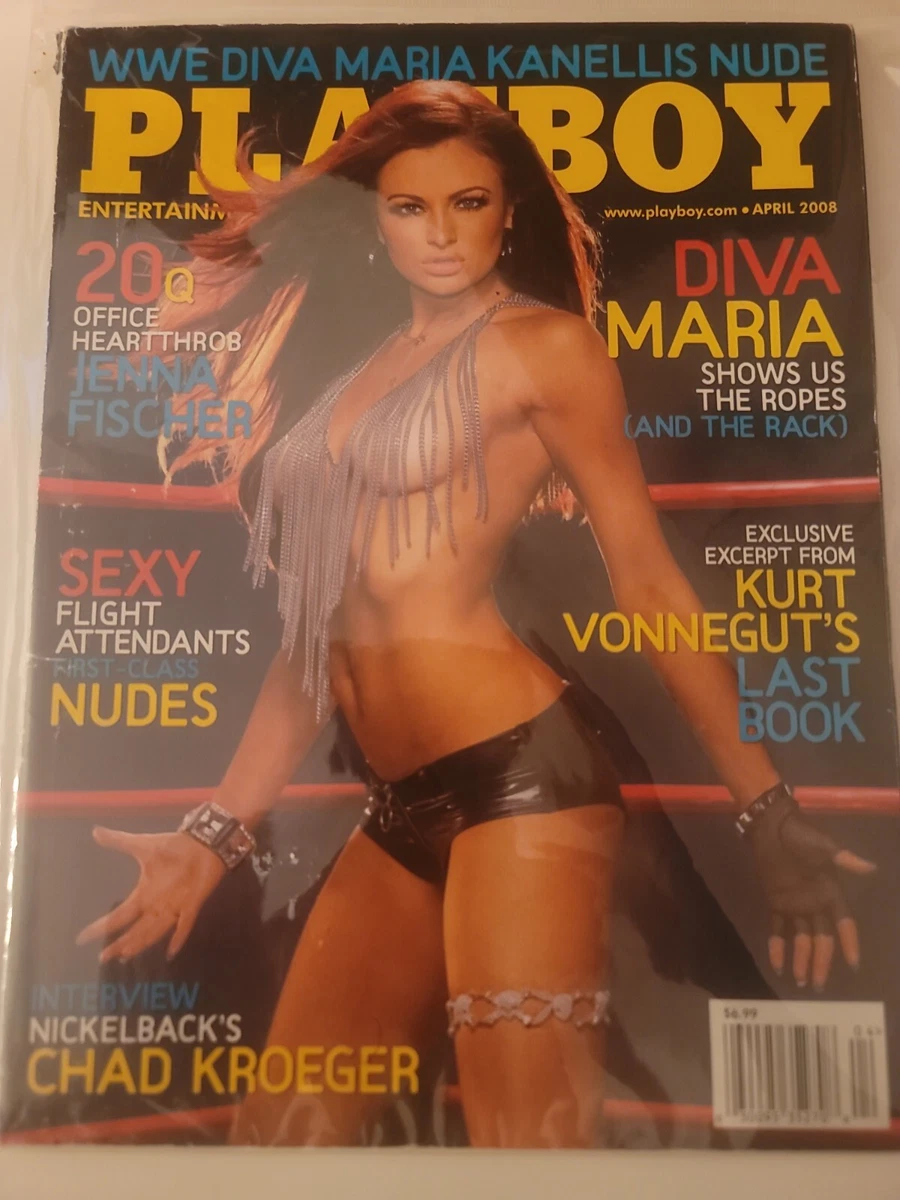 WWE DIVA MARIA KANELLIS NUDE
PLAYBOY
www.playboy.com • APRIL 2008
20Q
OFFICE
HEARTTHROB
JENNA
FISCHER
DIVA
MARIA
SHOWS US
THE ROPES
(AND THE RACK)
SEXY
FLIGHT
ATTENDANTS
FIRST-CLASS
NUDES
EXCLUSIVE
EXCERPT FROM
KURT
VONNEGUT'S
LAST
BOOK
INTERVIEW
NICKELBACK'S
CHAD KROEGER
$6.99